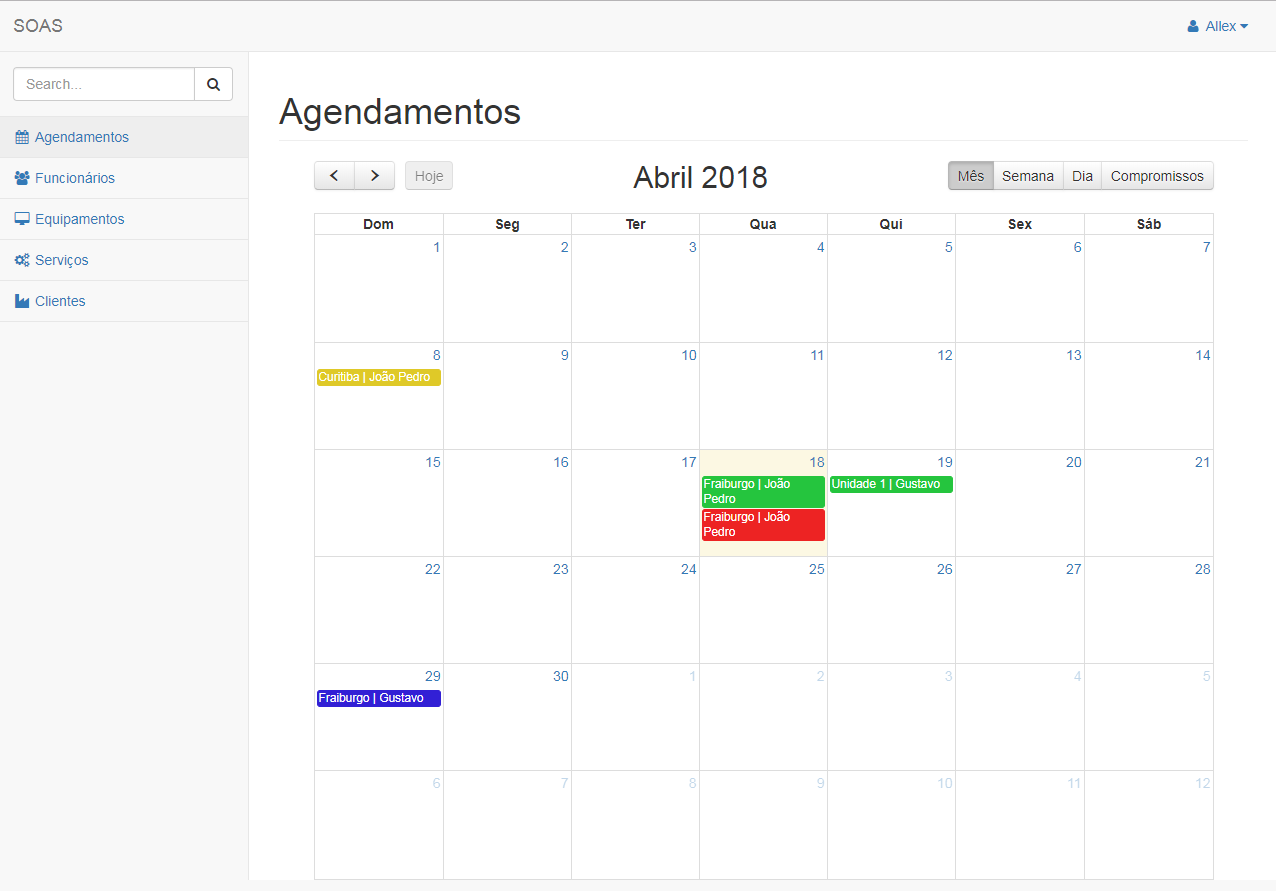 SOAS
Allex
Search...
Agendamentos
Funcionários
Equipamentos
Serviços
Clientes
Agendamentos
Hoje
Abril 2018
Mês Semana Dia Compromissos
Dom Seg Ter Qua Qui Sex Sáb
1 2 3 4 5 6 7
8 9 10 11 12 13 14
Curitiba | João Pedro
15 16 17 18 19 20 21
Fraiburgo | João
Pedro
Fraiburgo | João
Pedro
Unidade 1 | Gustavo
22 23 24 25 26 27 28
29 30 1 2 3 4 5
Fraiburgo | Gustavo
6 7 8 9 10 11 12